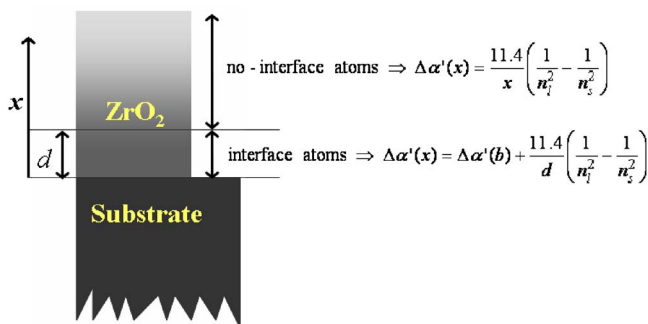 no - interface atoms ⇒ Δα'(x) = 11.4/x (1/n_l^2 - 1/n_s^2)
x
ZrO2
d
interface atoms ⇒ Δα'(x) = Δα'(b) + 11.4/d (1/n_l^2 - 1/n_s^2)
Substrate